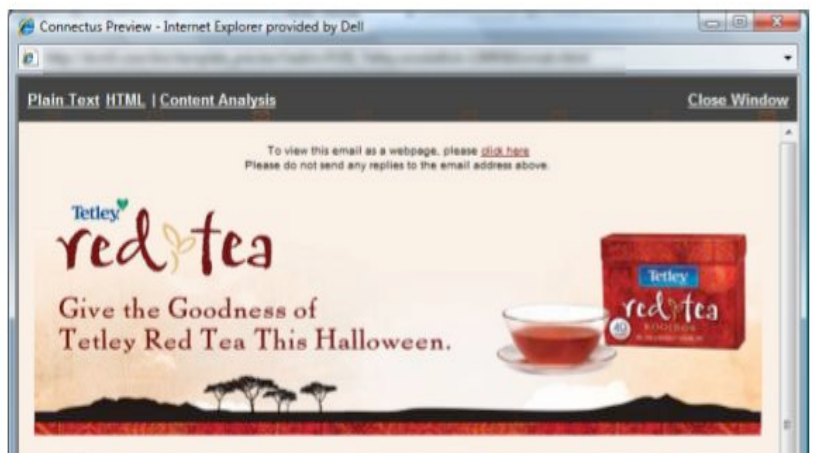 Connectus Preview - Internet Explorer provided by Dell
Plain Text HTML | Content Analysis
Close Window
To view this email as a webpage, please click here
Please do not send any replies to the email address above.
Tetley
red tea
Give the Goodness of
Tetley Red Tea This Halloween.
Tetley
red tea
ROOIBOS
40